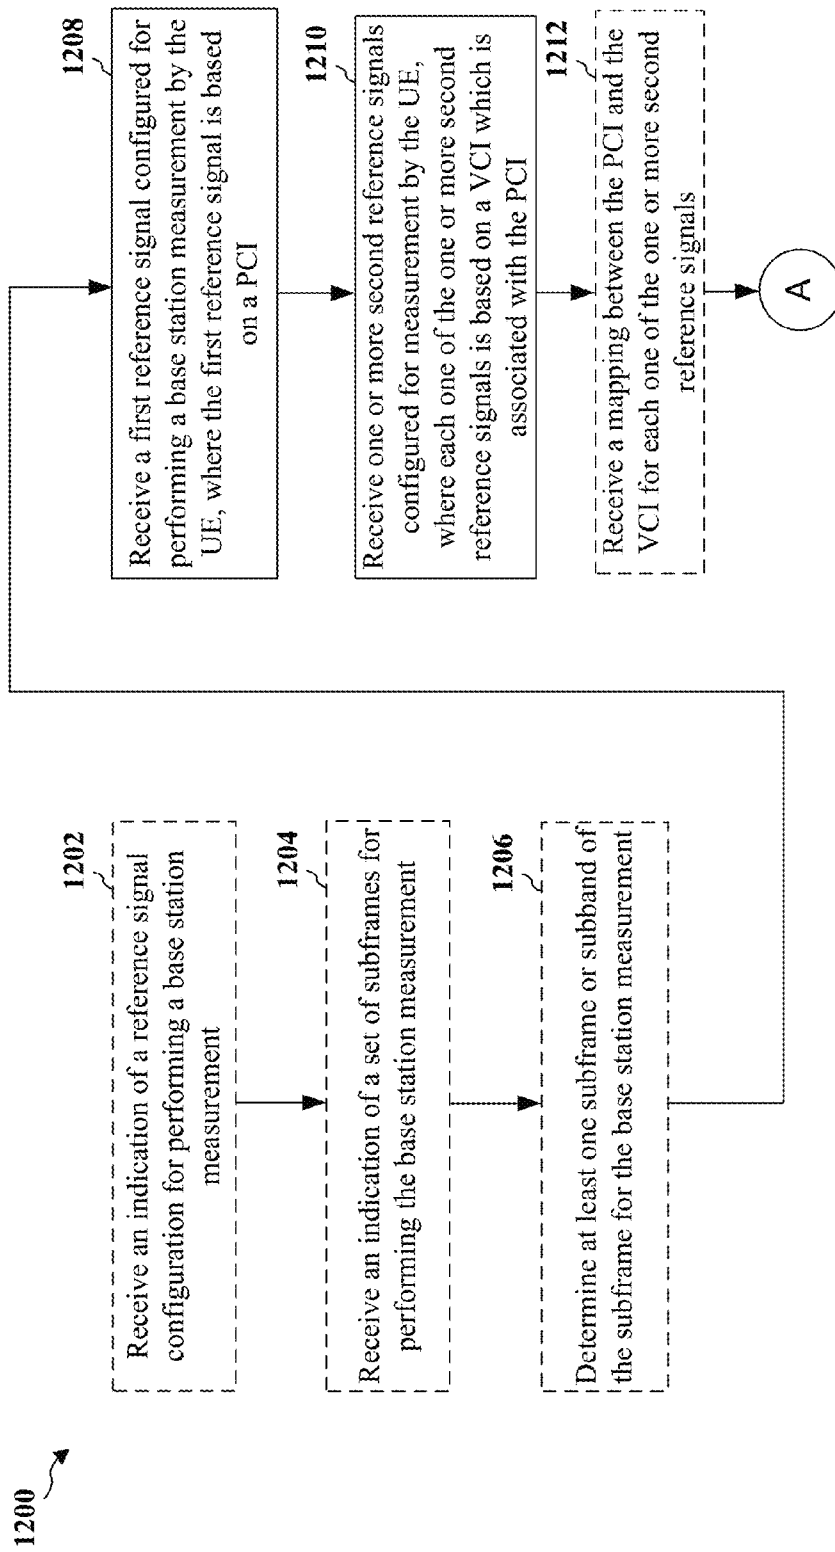 1200
1202
Receive an indication of a reference signal
configuration for performing a base station
measurement
1204
Receive an indication of a set of subframes for
performing the base station measurement
1206
Determine at least one subframe or subband of
the subframe for the base station measurement
1208
Receive a first reference signal configured for
performing a base station measurement by the
UE, where the first reference signal is based
on a PCI
1210
Receive one or more second reference signals
configured for measurement by the UE,
where each one of the one or more second
reference signals is based on a VCI which is
associated with the PCI
1212
Receive a mapping between the PCI and the
VCI for each one of the one or more second
reference signals
A